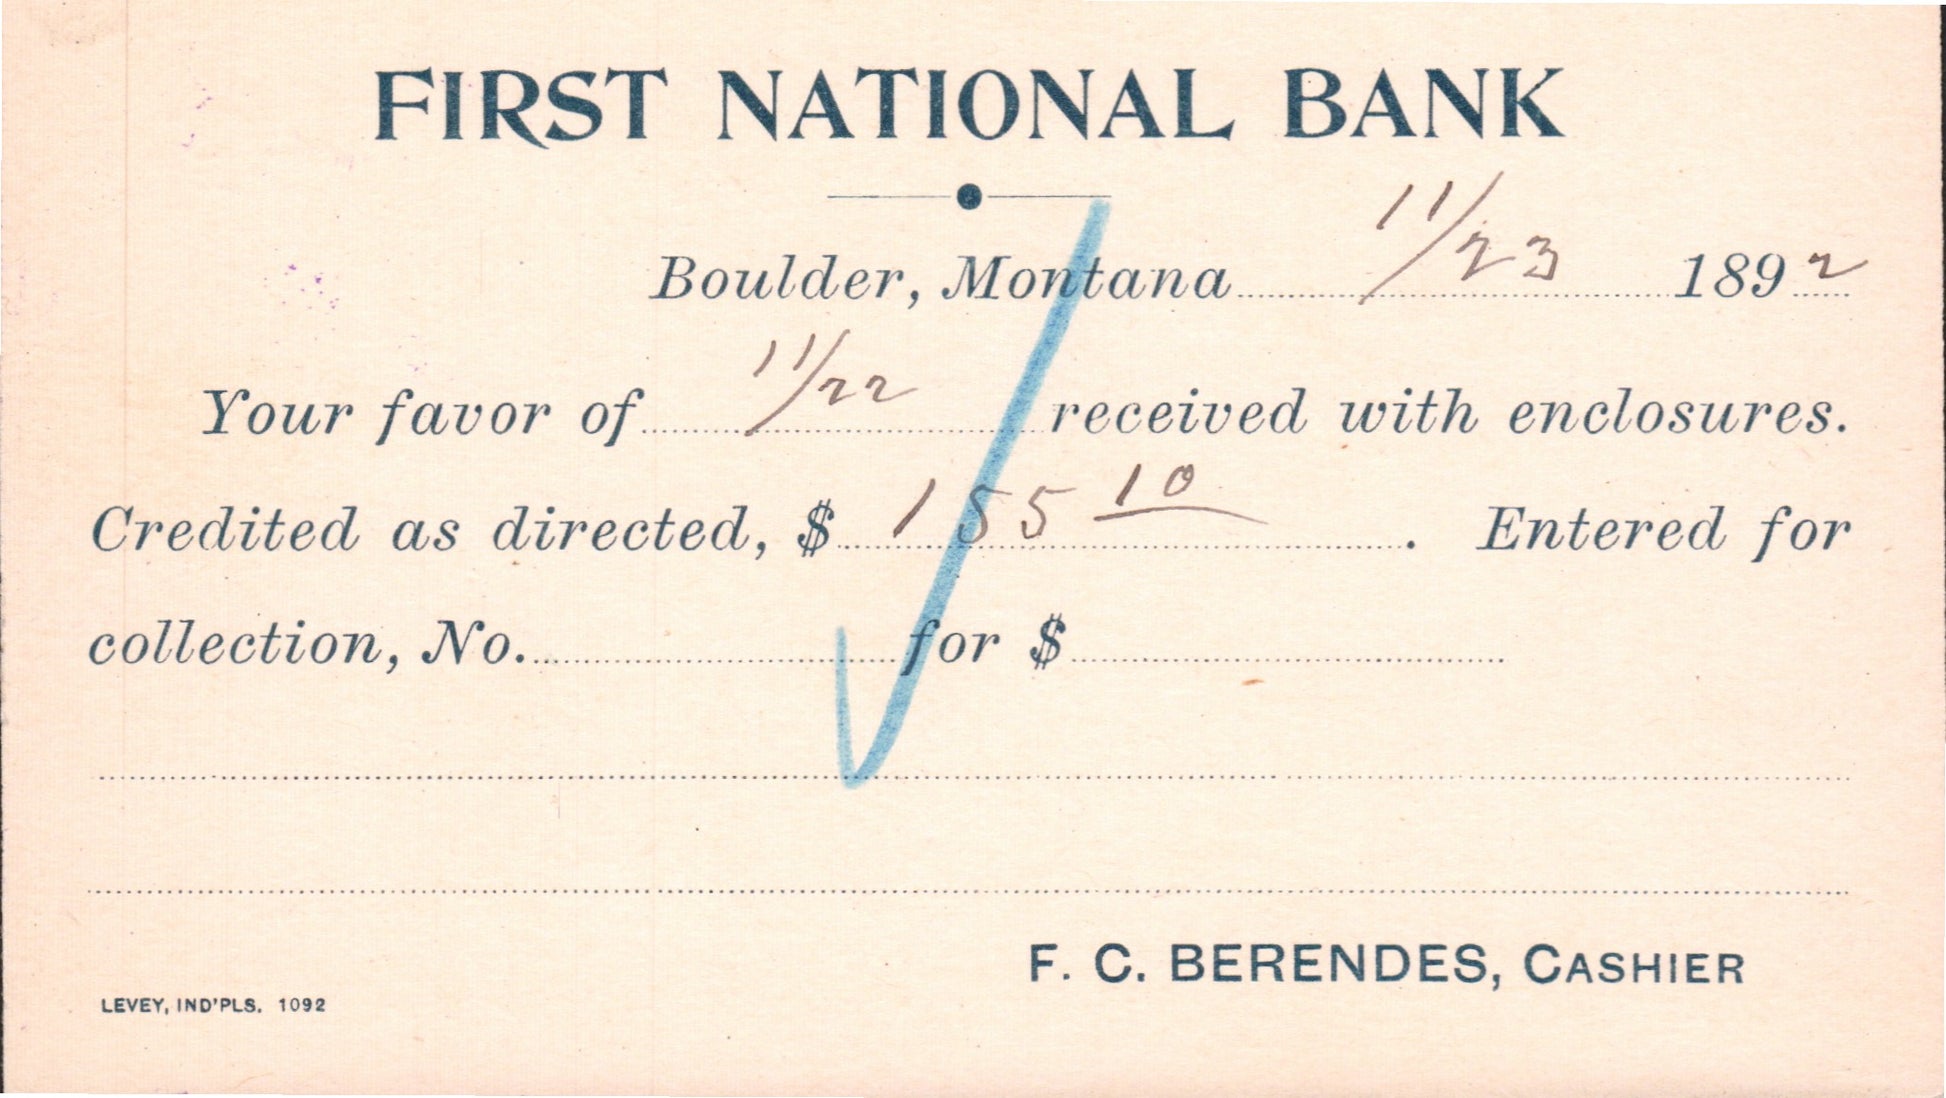 FIRST NATIONAL BANK
Boulder, Montana 11/23 1892
Your favor of 11/22 received with enclosures.
Credited as directed, $ 155 10. Entered for
collection, No. for $
F. C. BERENDES, CASHIER
LEVEY, IND'PLS. 1092